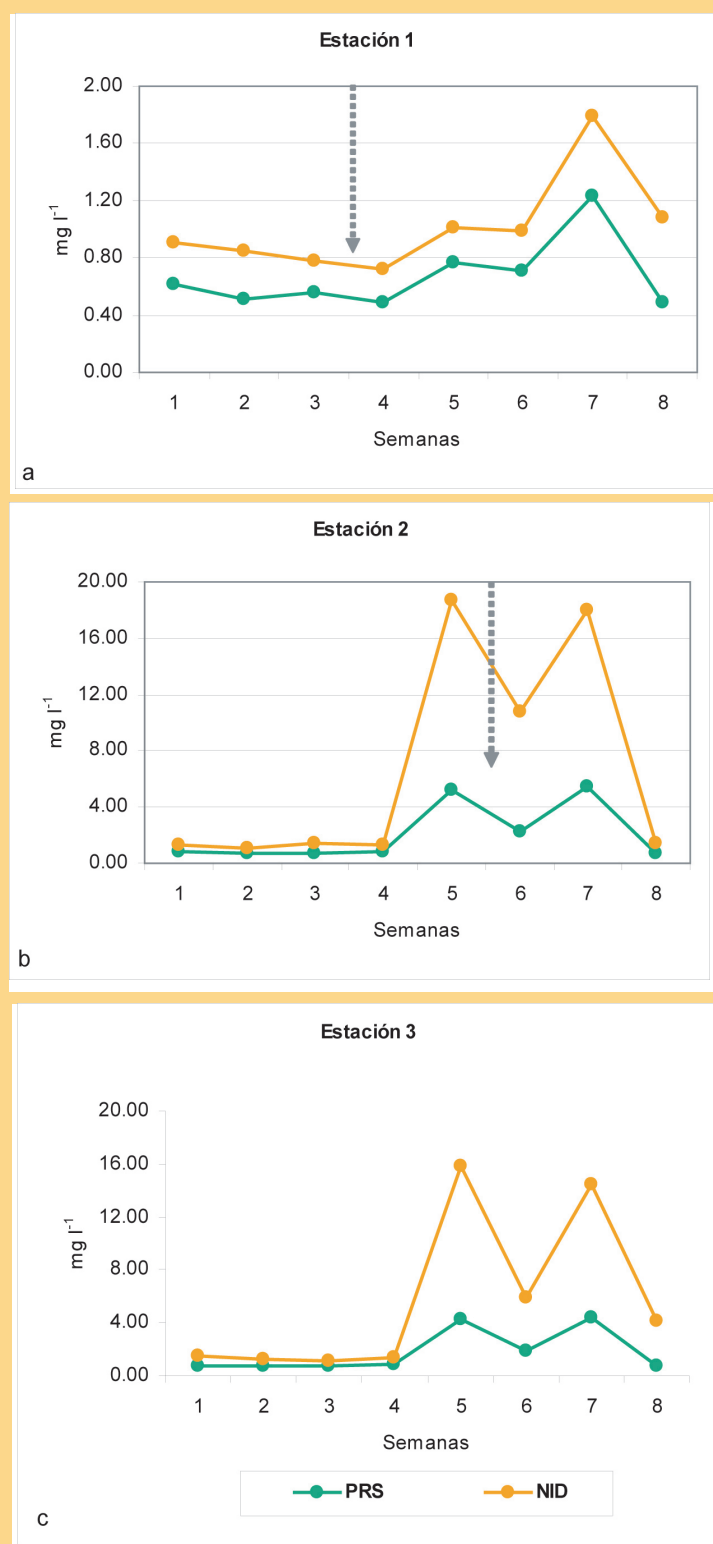 Estación 1
2.00
1.60
1.20
0.80
0.40
0.00
mg l-1
1 2 3 4 5 6 7 8
Semanas
a
Estación 2
20.00
16.00
12.00
8.00
4.00
0.00
mg l-1
1 2 3 4 5 6 7 8
Semanas
b
Estación 3
20.00
16.00
12.00
8.00
4.00
0.00
mg l-1
1 2 3 4 5 6 7 8
Semanas
PRS NID
c